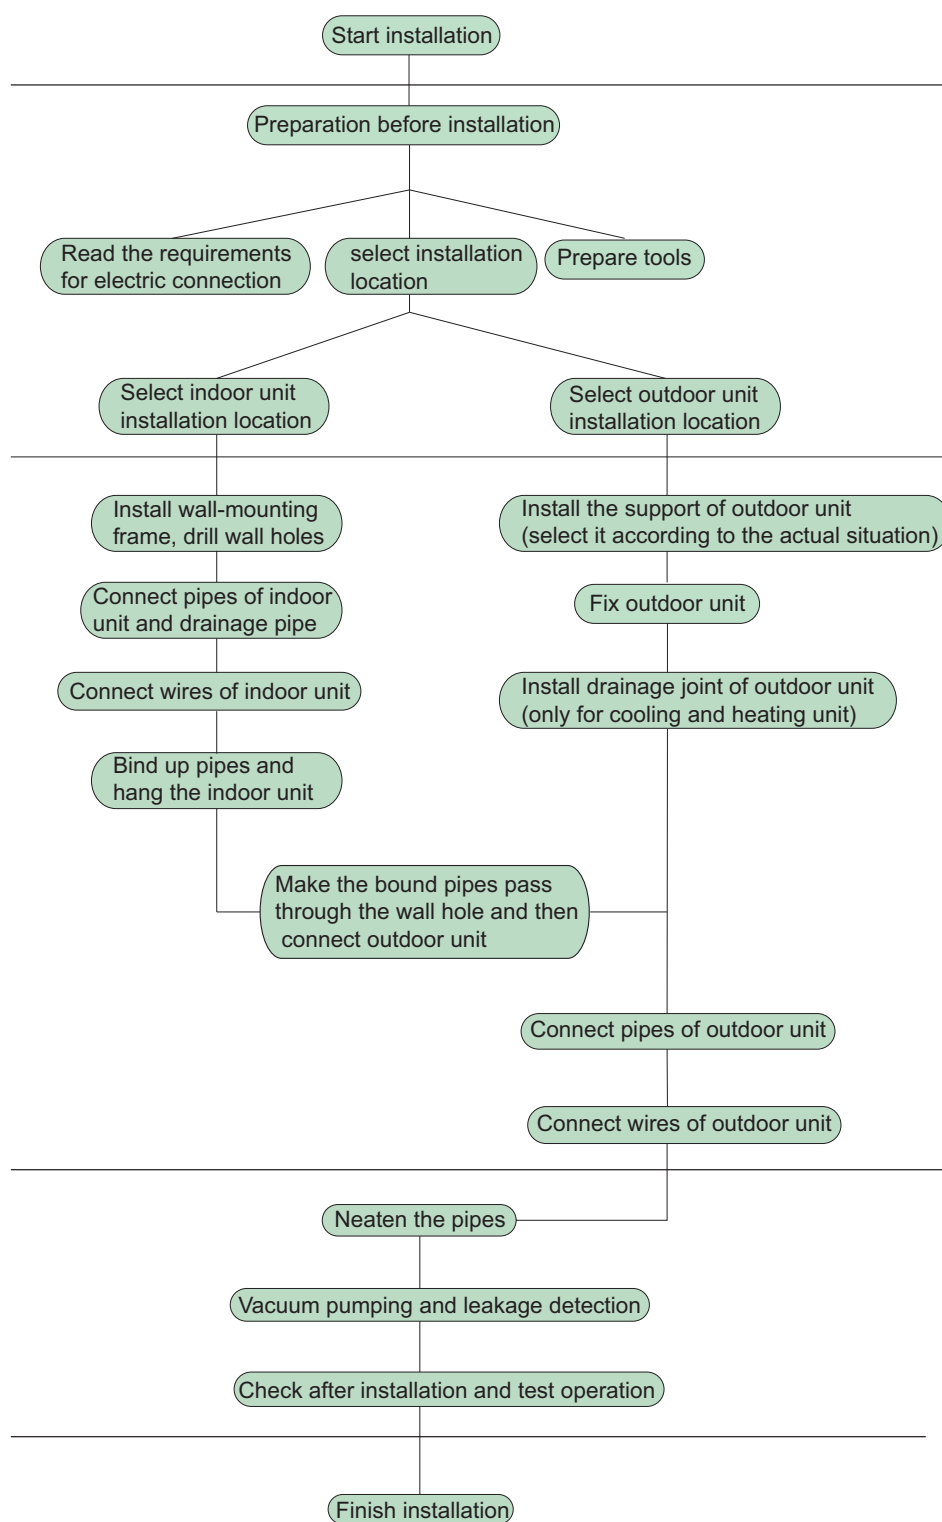 Start installation
Preparation before installation
Read the requirements
for electric connection
select installation
location
Prepare tools
Select indoor unit
installation location
Select outdoor unit
installation location
Install wall-mounting
frame, drill wall holes
Install the support of outdoor unit
(select it according to the actual situation)
Connect pipes of indoor
unit and drainage pipe
Fix outdoor unit
Connect wires of indoor unit
Install drainage joint of outdoor unit
(only for cooling and heating unit)
Bind up pipes and
hang the indoor unit
Make the bound pipes pass
through the wall hole and then
connect outdoor unit
Connect pipes of outdoor unit
Connect wires of outdoor unit
Neaten the pipes
Vacuum pumping and leakage detection
Check after installation and test operation
Finish installation